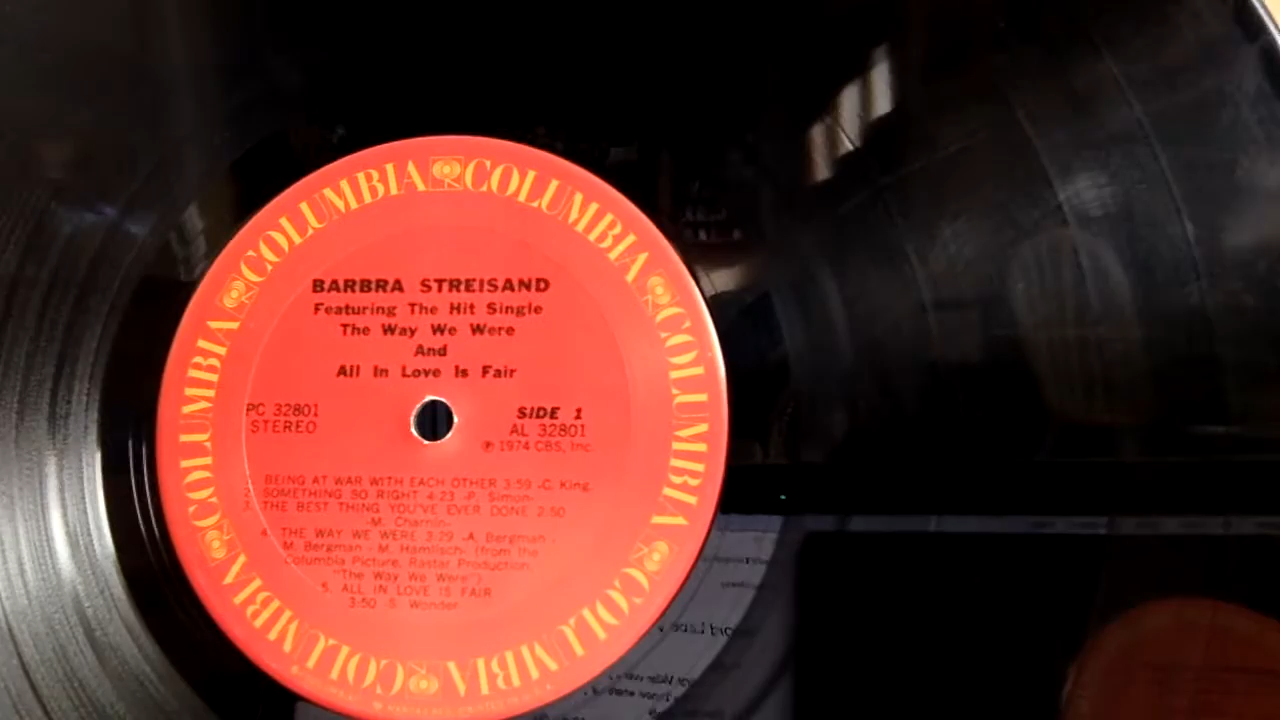 COLUMBIA COLUMBIA COLUMBIA COLUMBIA COLUMBIA COLUMBIA
BARBRA STREISAND
Featuring The Hit Single
The Way We Were
And
All In Love Is Fair
PC 32801
STEREO
SIDE 1
AL 32801
℗ 1974 CBS, Inc.
1. BEING AT WAR WITH EACH OTHER 3:59 -C. King-
2. SOMETHING SO RIGHT 4:23 -P. Simon-
3. THE BEST THING YOU'VE EVER DONE 2:50
-M. Charnin-
4. THE WAY WE WERE 3:29 -A. Bergman -
M. Bergman - M. Hamlisch- (from the
Columbia Picture, Rastar Production,
"The Way We Were")
5. ALL IN LOVE IS FAIR
3:50 -S. Wonder-